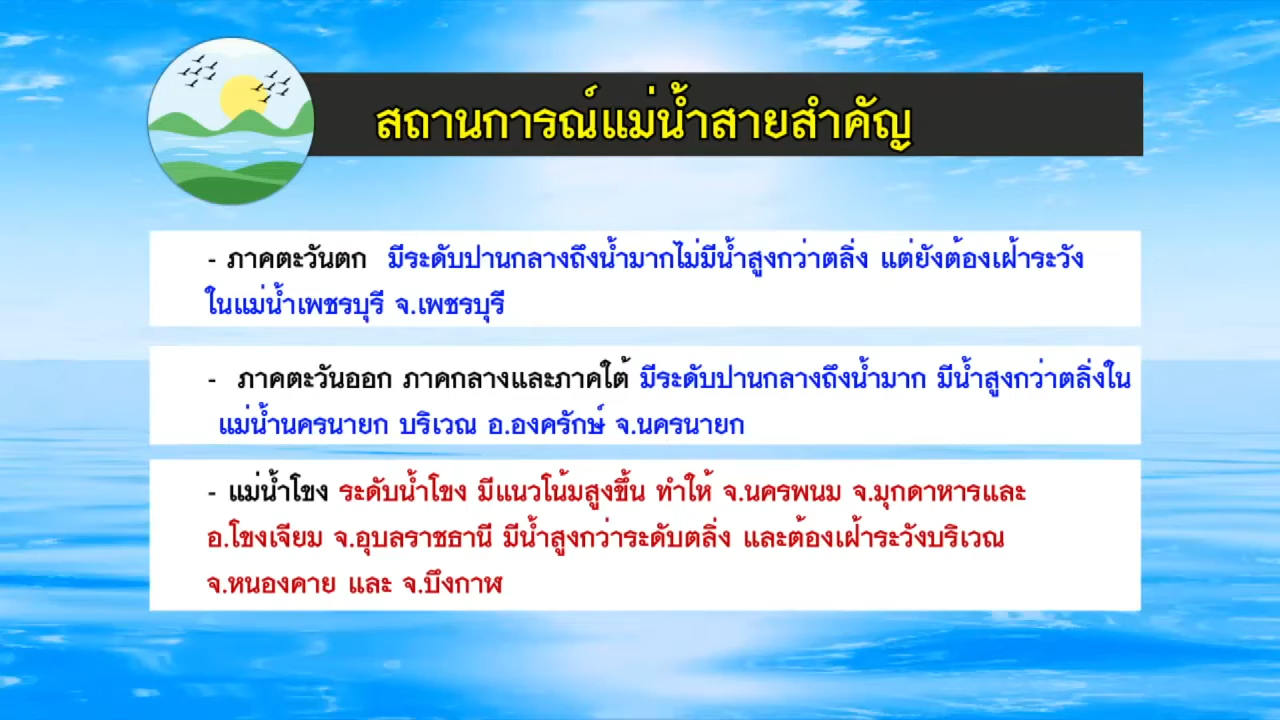 สถานการณ์แม่น้ำสายสำคัญ
- ภาคตะวันตก มีระดับปานกลางถึงน้ำมากไม่มีน้ำสูงกว่าตลิ่ง แต่ยังต้องเฝ้าระวัง
ในแม่น้ำเพชรบุรี จ.เพชรบุรี
- ภาคตะวันออก ภาคกลางและภาคใต้ มีระดับปานกลางถึงน้ำมาก มีน้ำสูงกว่าตลิ่งใน
แม่น้ำนครนายก บริเวณ อ.องครักษ์ จ.นครนายก
- แม่น้ำโขง ระดับน้ำโขง มีแนวโน้มสูงขึ้น ทำให้ จ.นครพนม จ.มุกดาหารและ
อ.โขงเจียม จ.อุบลราชธานี มีน้ำสูงกว่าระดับตลิ่ง และต้องเฝ้าระวังบริเวณ
จ.หนองคาย และ จ.บึงกาฬ